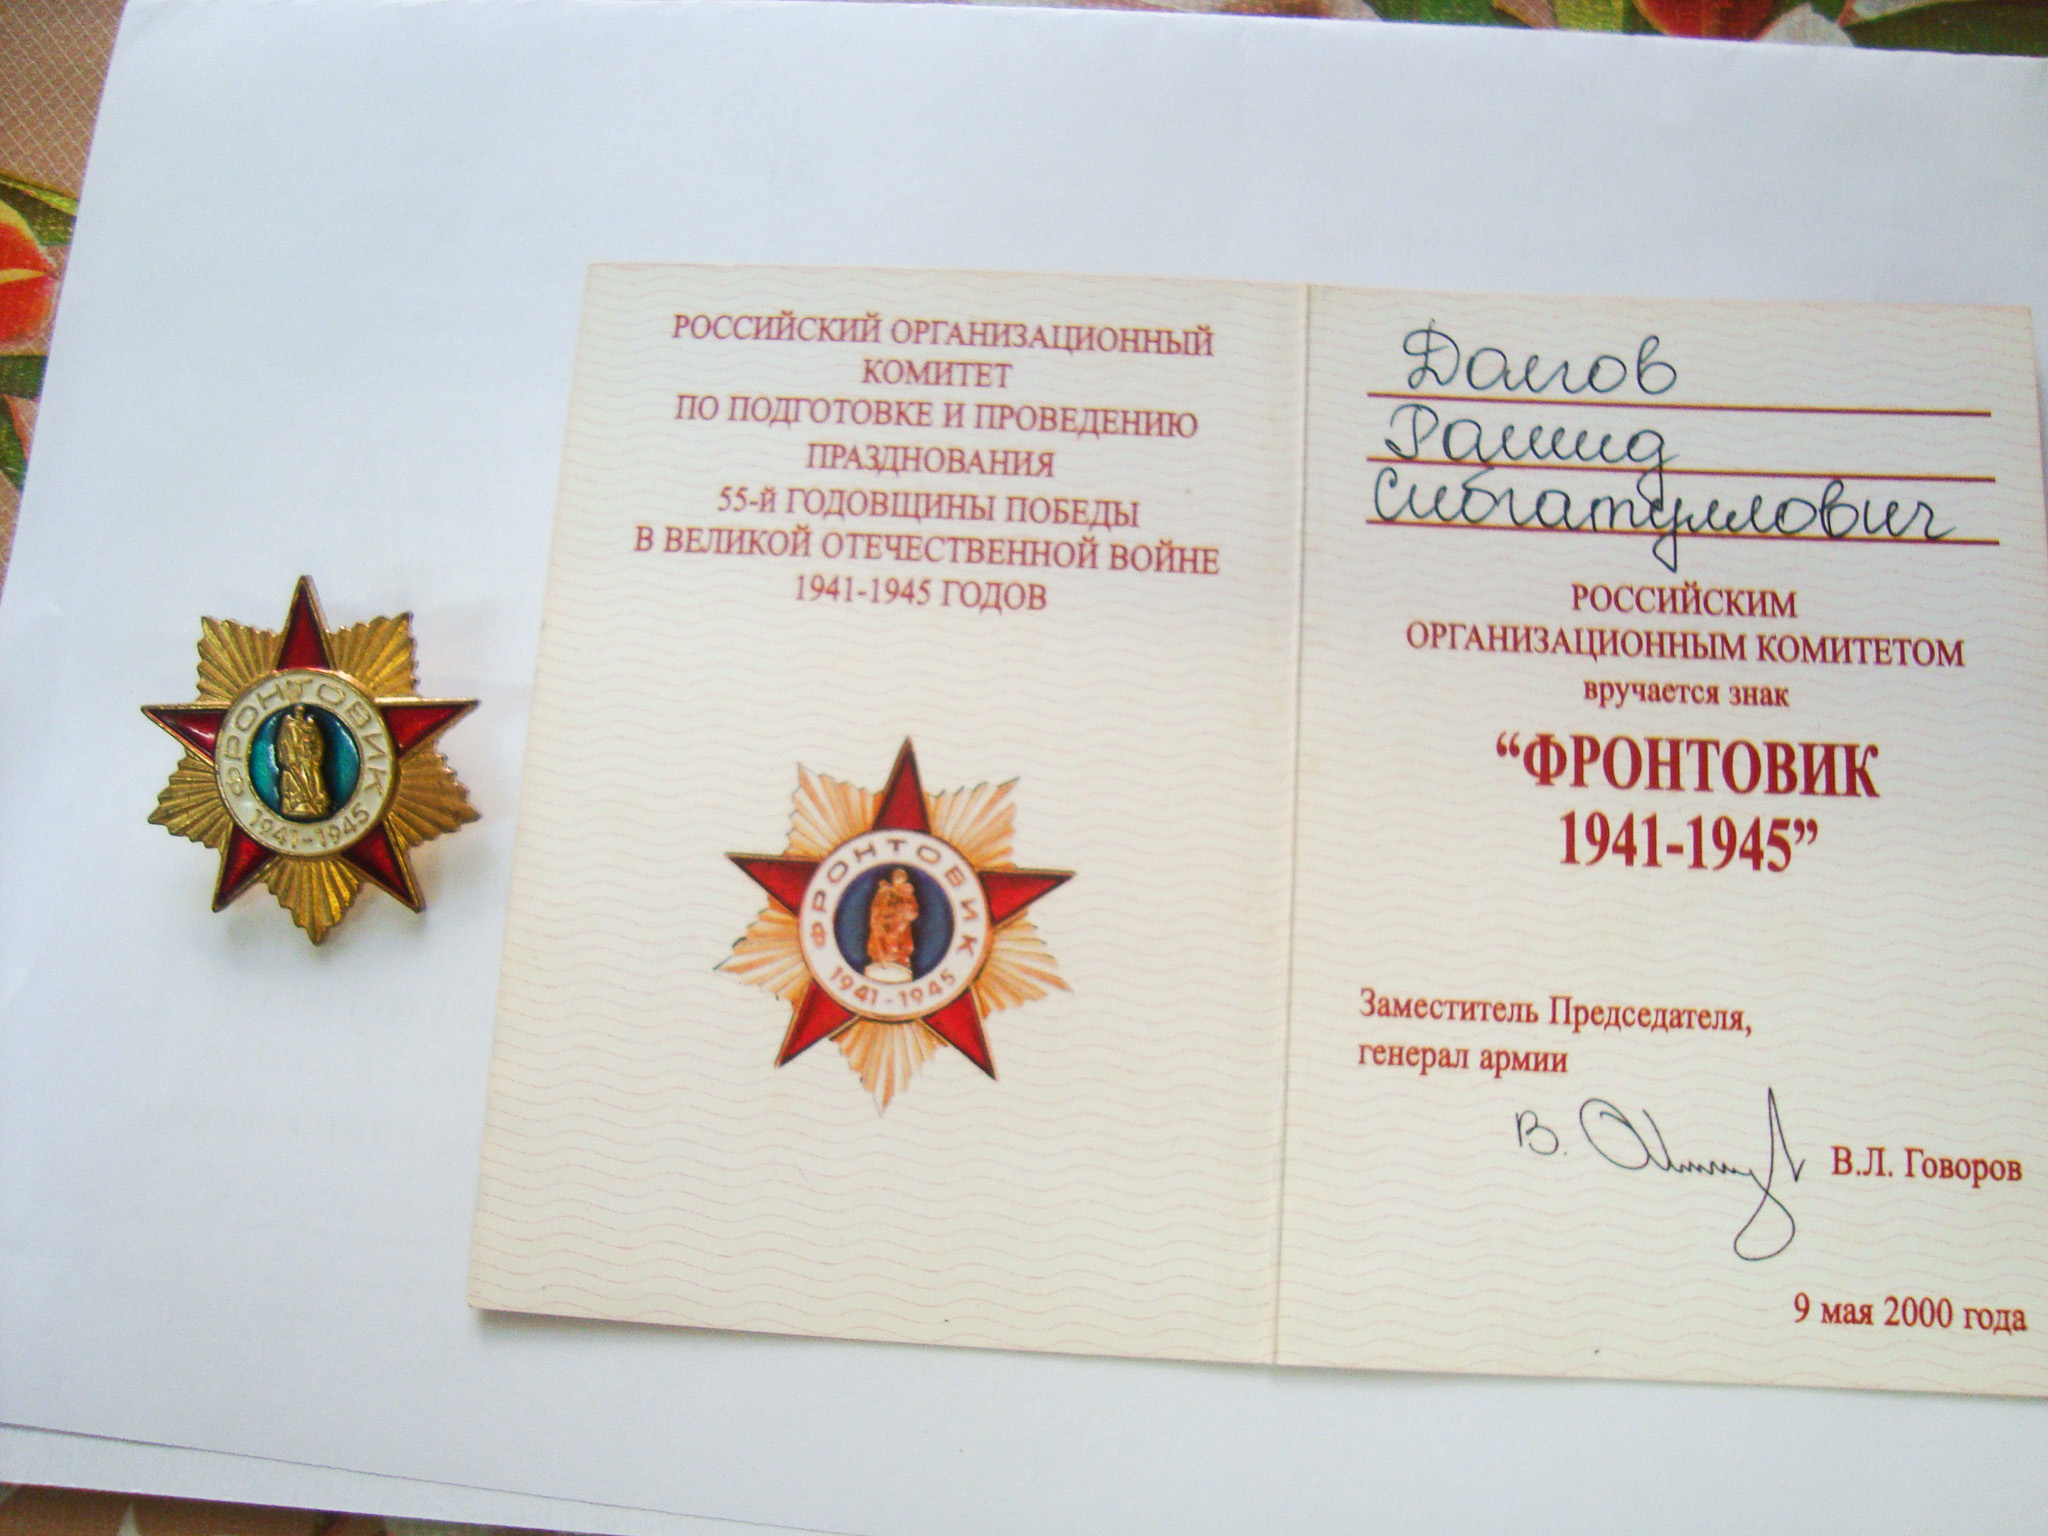 ФРОНТОВИК
1941-1945
РОССИЙСКИЙ ОРГАНИЗАЦИОННЫЙ
КОМИТЕТ
ПО ПОДГОТОВКЕ И ПРОВЕДЕНИЮ
ПРАЗДНОВАНИЯ
55-й ГОДОВЩИНЫ ПОБЕДЫ
В ВЕЛИКОЙ ОТЕЧЕСТВЕННОЙ ВОЙНЕ
1941-1945 ГОДОВ
ФРОНТОВИК
1941-1945
Долгов
Рашид
Сибгатуллович
РОССИЙСКИМ
ОРГАНИЗАЦИОННЫМ КОМИТЕТОМ
вручается знак
“ФРОНТОВИК
1941-1945”
Заместитель Председателя,
генерал армии
В. Л. Говоров
9 мая 2000 года